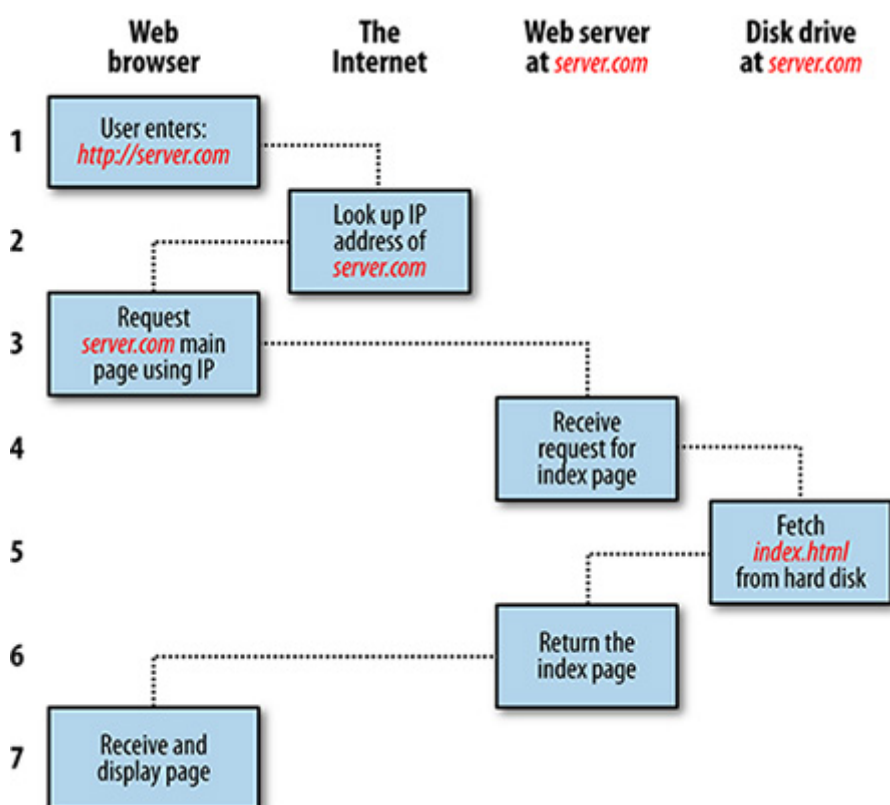 Web
browser
The
Internet
Web server
at server.com
Disk drive
at server.com
1
User enters:
http://server.com
2
Look up IP
address of
server.com
3
Request
server.com main
page using IP
4
Receive
request for
index page
5
Fetch
index.html
from hard disk
6
Return the
index page
7
Receive and
display page